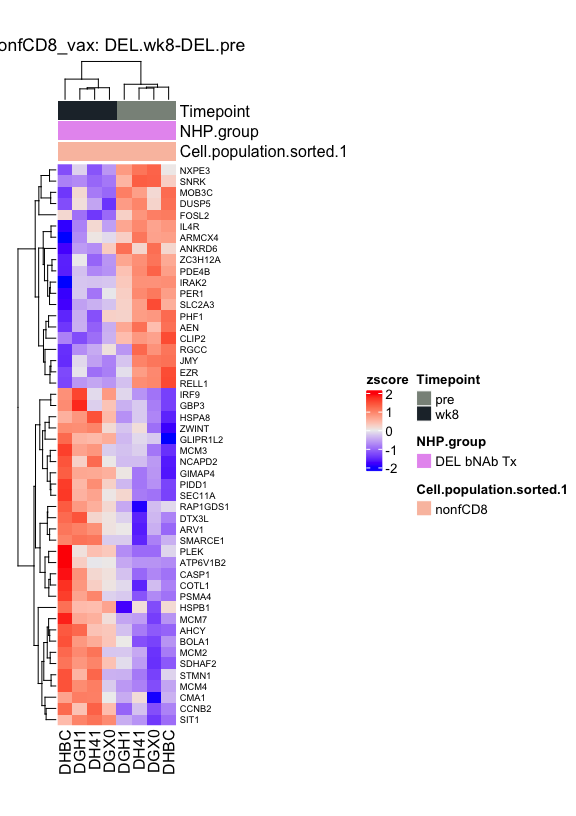 onfCD8_vax: DEL.wk8-DEL.pre
Timepoint
NHP.group
Cell.population.sorted.1
NXPE3
SNRK
MOB3C
DUSP5
FOSL2
IL4R
ARMCX4
ANKRD6
ZC3H12A
PDE4B
IRAK2
PER1
SLC2A3
PHF1
AEN
CLIP2
RGCC
JMY
EZR
RELL1
IRF9
GBP3
HSPA8
ZWINT
GLIPR1L2
MCM3
NCAPD2
GIMAP4
PIDD1
SEC11A
RAP1GDS1
DTX3L
ARV1
SMARCE1
PLEK
ATP6V1B2
CASP1
COTL1
PSMA4
HSPB1
MCM7
AHCY
BOLA1
MCM2
SDHAF2
STMN1
MCM4
CMA1
CCNB2
SIT1
DHBC DGH1 DH41 DGX0 DGH1 DH41 DGX0 DHBC
zscore
2
1
0
-1
-2
Timepoint
pre
wk8
NHP.group
DEL bNAb Tx
Cell.population.sorted.1
nonfCD8